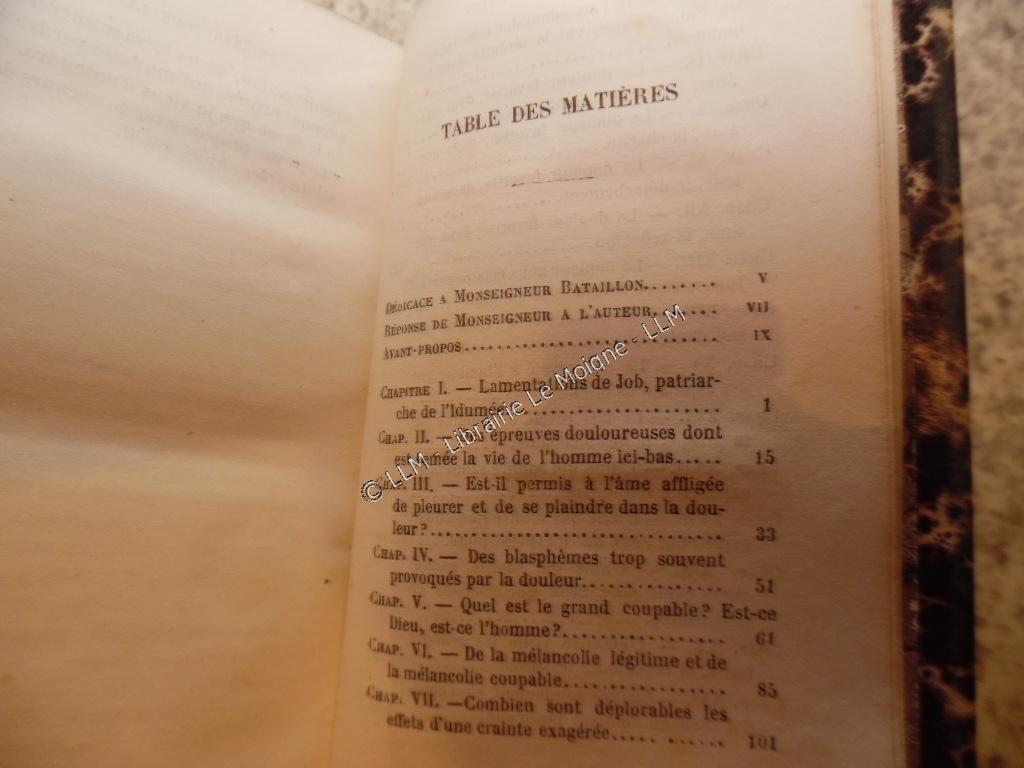 TABLE DES MATIÈRES
DÉDICACE A MONSEIGNEUR BATAILLON........ V
RÉPONSE DE MONSEIGNEUR A L'AUTEUR....... VII
AVANT-PROPOS............................ IX
CHAPITRE I. — Lamentations de Job, patriar-
che de l'Idumée..................... 1
CHAP. II. — épreuves douloureuses dont
est semée la vie de l'homme ici-bas..... 15
CHAP. III. — Est-il permis à l'âme affligée
de pleurer et de se plaindre dans la dou-
leur?............................... 33
CHAP. IV. — Des blasphèmes trop souvent
provoqués par la douleur................ 51
CHAP. V. — Quel est le grand coupable? Est-ce
Dieu, est-ce l'homme?.................. 61
CHAP. VI. — De la mélancolie légitime et de
la mélancolie coupable.................. 85
CHAP. VII. —Combien sont déplorables les
effets d'une crainte exagérée..... ...... 101
© LLM - Librairie Le Moigne - LLM